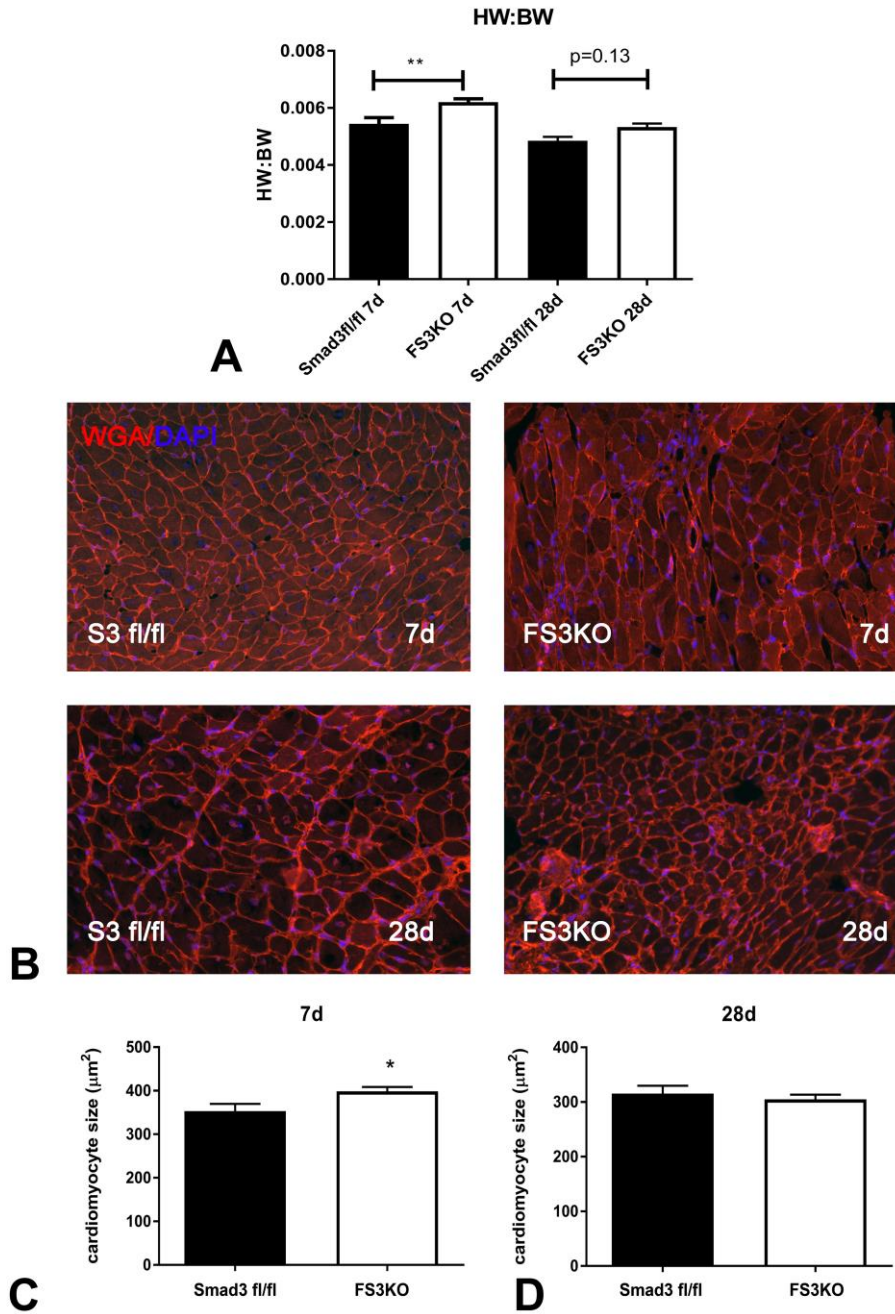 HW:BW
** p=0.13
HW:BW
0.008
0.006
0.004
0.002
0.000
Smad3fl/fl 7d
FS3KO 7d
Smad3fl/fl 28d
FS3KO 28d
A
WGA/DAPI
S3 fl/fl 7d
FS3KO 7d
S3 fl/fl 28d
FS3KO 28d
B
7d
cardiomyocyte size (μm²)
500
400
300
200
100
0
*
Smad3 fl/fl FS3KO
C
28d
cardiomyocyte size (μm²)
400
300
200
100
0
Smad3 fl/fl FS3KO
D